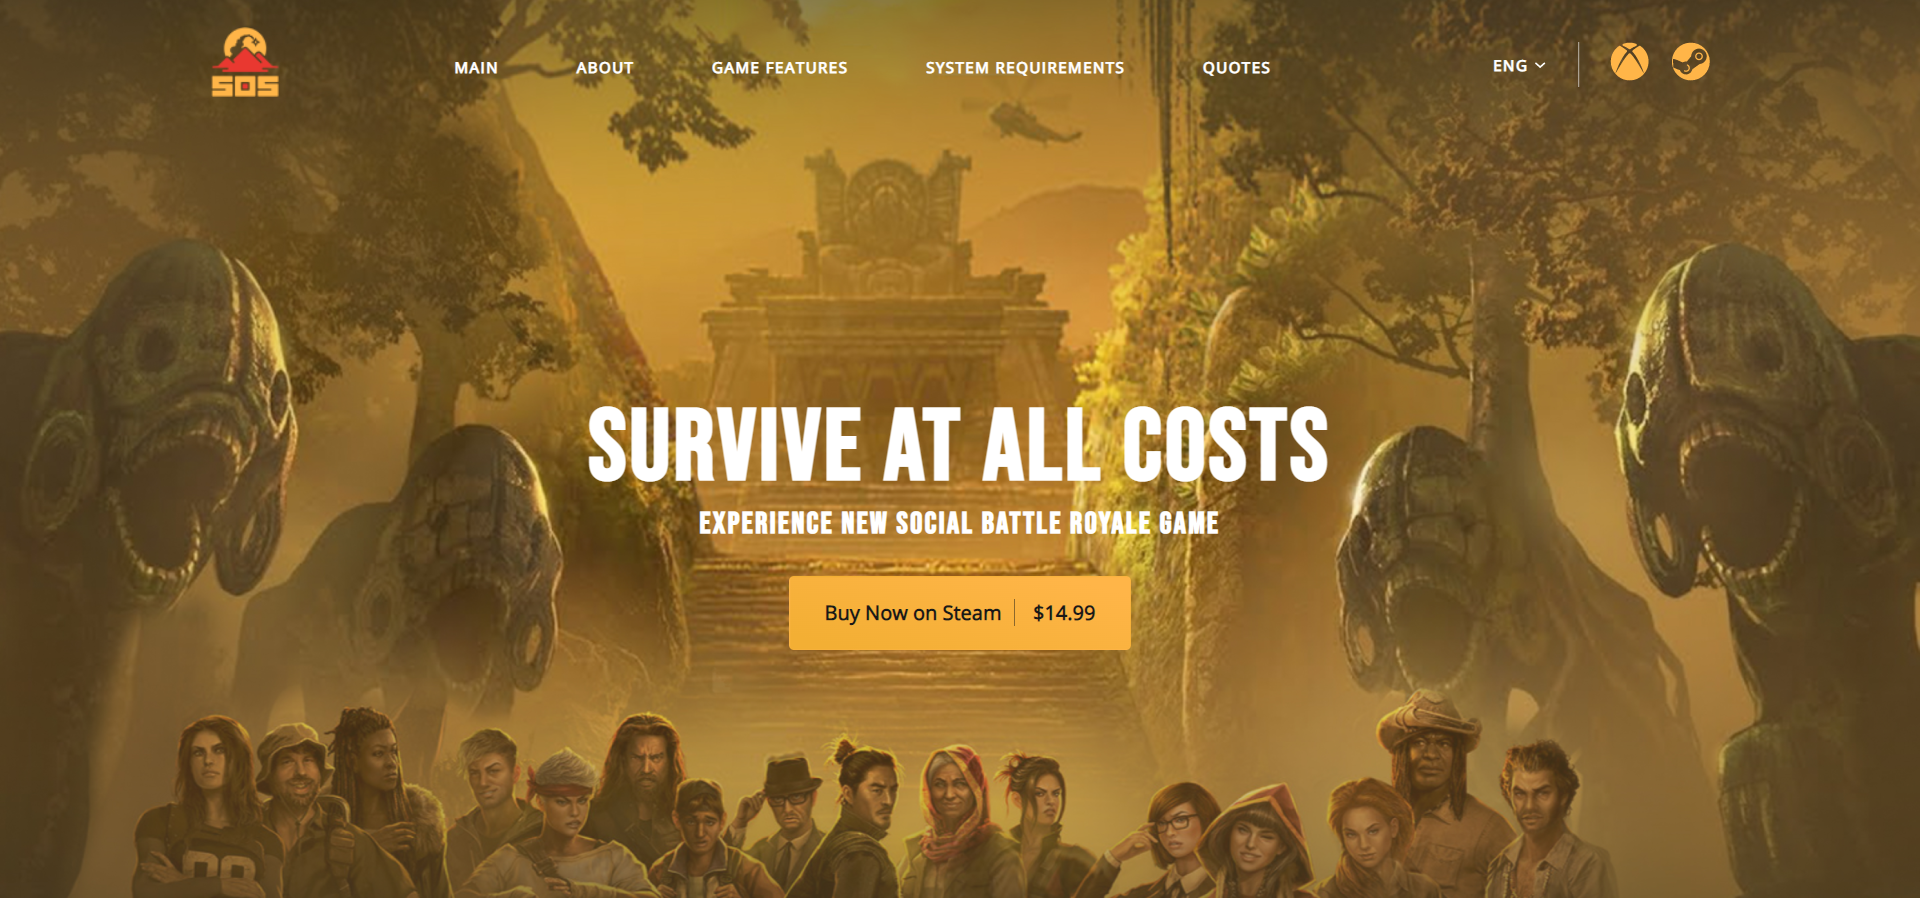 SOS
MAIN
ABOUT
GAME FEATURES
SYSTEM REQUIREMENTS
QUOTES
ENG
SURVIVE AT ALL COSTS
EXPERIENCE NEW SOCIAL BATTLE ROYALE GAME
Buy Now on Steam
$14.99